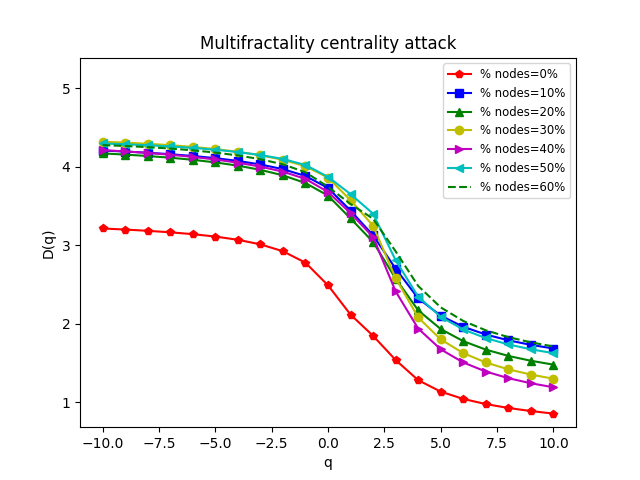 Multifractality centrality attack
% nodes=0%
% nodes=10%
% nodes=20%
% nodes=30%
% nodes=40%
% nodes=50%
% nodes=60%
D(q)
5
4
3
2
1
−10.0 −7.5 −5.0 −2.5 0.0 2.5 5.0 7.5 10.0
q